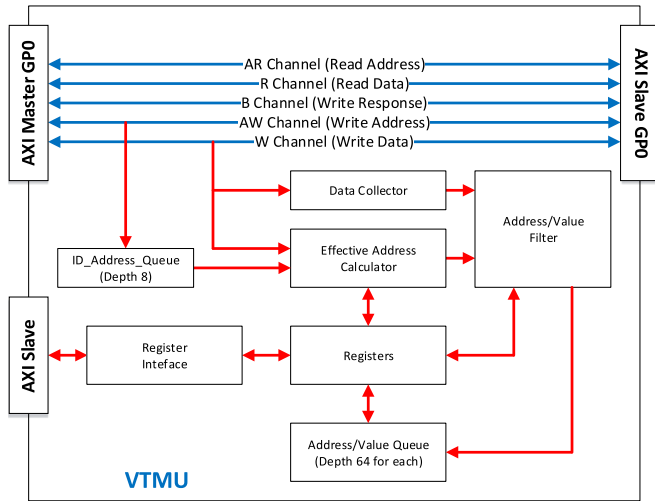 AXI Master GP0
AXI Slave GP0
AR Channel (Read Address)
R Channel (Read Data)
B Channel (Write Response)
AW Channel (Write Address)
W Channel (Write Data)
Data Collector
Address/Value
Filter
Effective Address
Calculator
ID_Address_Queue
(Depth 8)
AXI Slave
Register
Inteface
Registers
Address/Value Queue
(Depth 64 for each)
VTMU